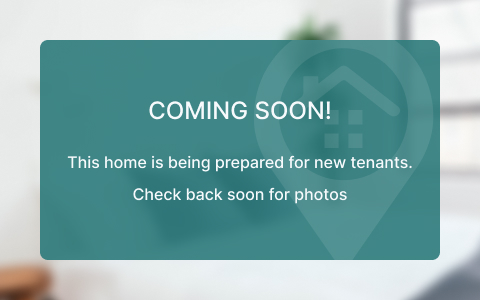 COMING SOON!
This home is being prepared for new tenants.
Check back soon for photos